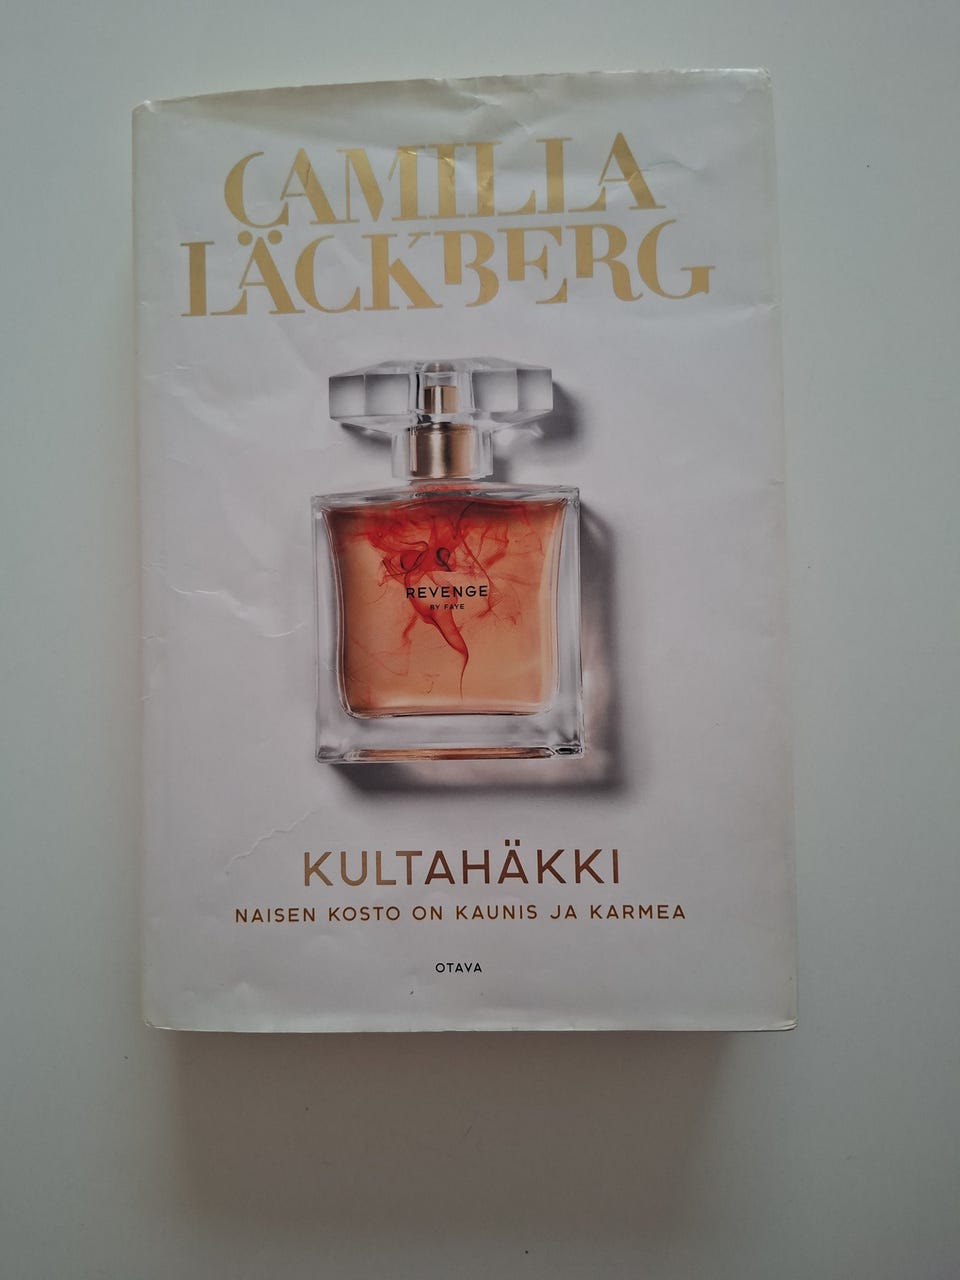 CAMILLA
LÄCKBERG
REVENGE
BY FAYE
KULTAHÄKKI
NAISEN KOSTO ON KAUNIS JA KARMEA
OTAVA